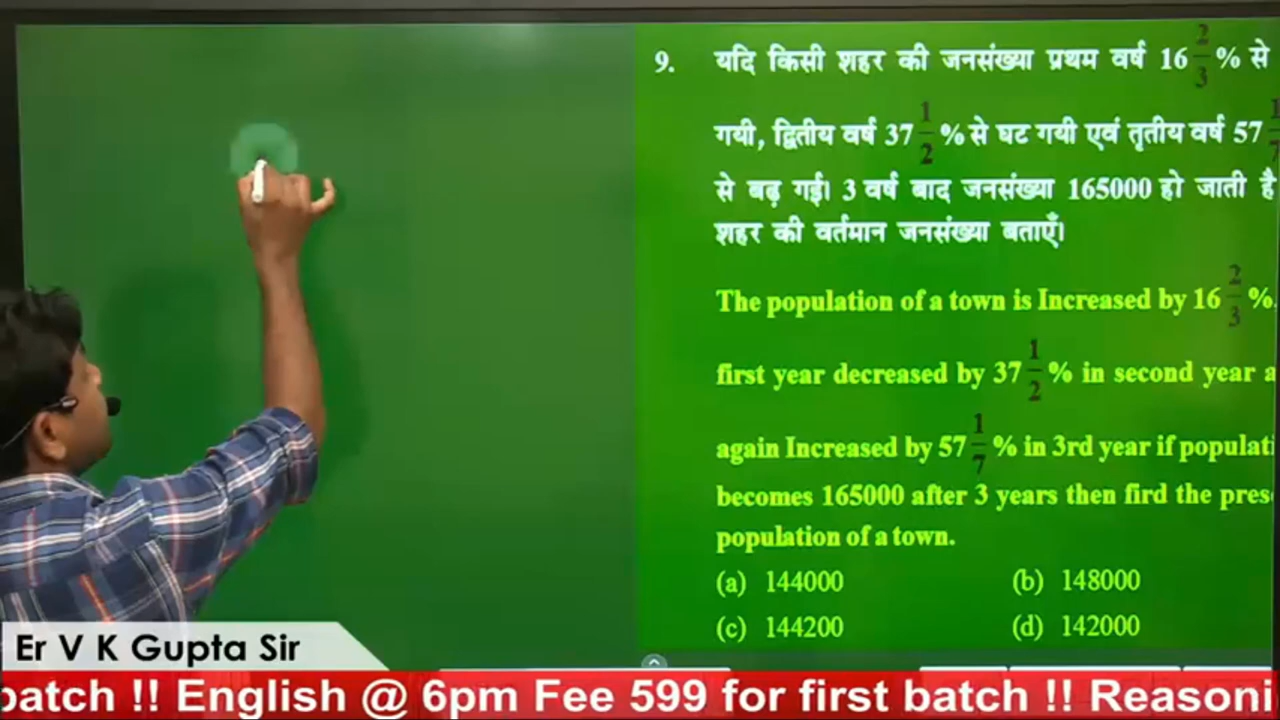 9. यदि किसी शहर की जनसंख्या प्रथम वर्ष 16 2/3 % से
गयी, द्वितीय वर्ष 37 1/2 % से घट गयी एवं तृतीय वर्ष 57 1/7
से बढ़ गई। 3 वर्ष बाद जनसंख्या 165000 हो जाती है
शहर की वर्तमान जनसंख्या बताएँ।
The population of a town is Increased by 16 2/3 %
first year decreased by 37 1/2 % in second year a
again Increased by 57 1/7 % in 3rd year if populati
becomes 165000 after 3 years then fird the pres
population of a town.
(a) 144000 (b) 148000
(c) 144200 (d) 142000
Er V K Gupta Sir
batch !! English @ 6pm Fee 599 for first batch !! Reasoni